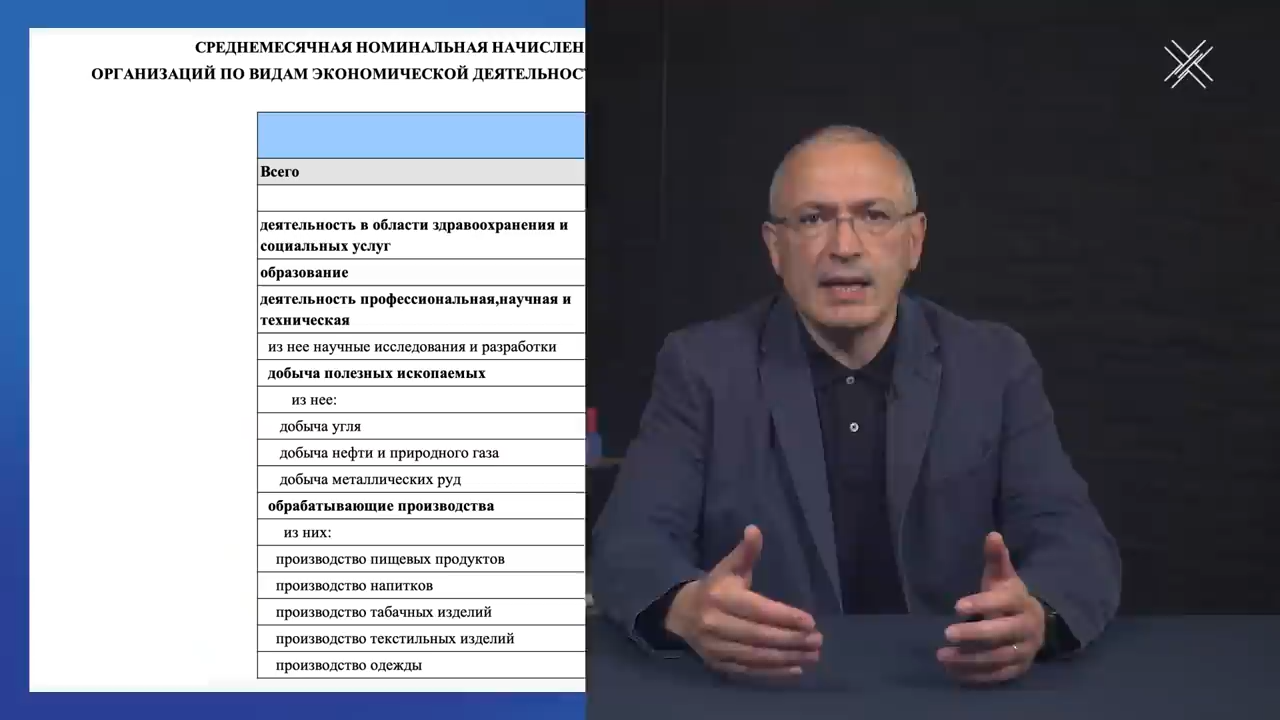 СРЕДНЕМЕСЯЧНАЯ НОМИНАЛЬНАЯ НАЧИСЛЕН
ОРГАНИЗАЦИЙ ПО ВИДАМ ЭКОНОМИЧЕСКОЙ ДЕЯТЕЛЬНОС
Всего
деятельность в области здравоохранения и
социальных услуг
образование
деятельность профессиональная,научная и
техническая
из нее научные исследования и разработки
добыча полезных ископаемых
из нее:
добыча угля
добыча нефти и природного газа
добыча металлических руд
обрабатывающие производства
из них:
производство пищевых продуктов
производство напитков
производство табачных изделий
производство текстильных изделий
производство одежды